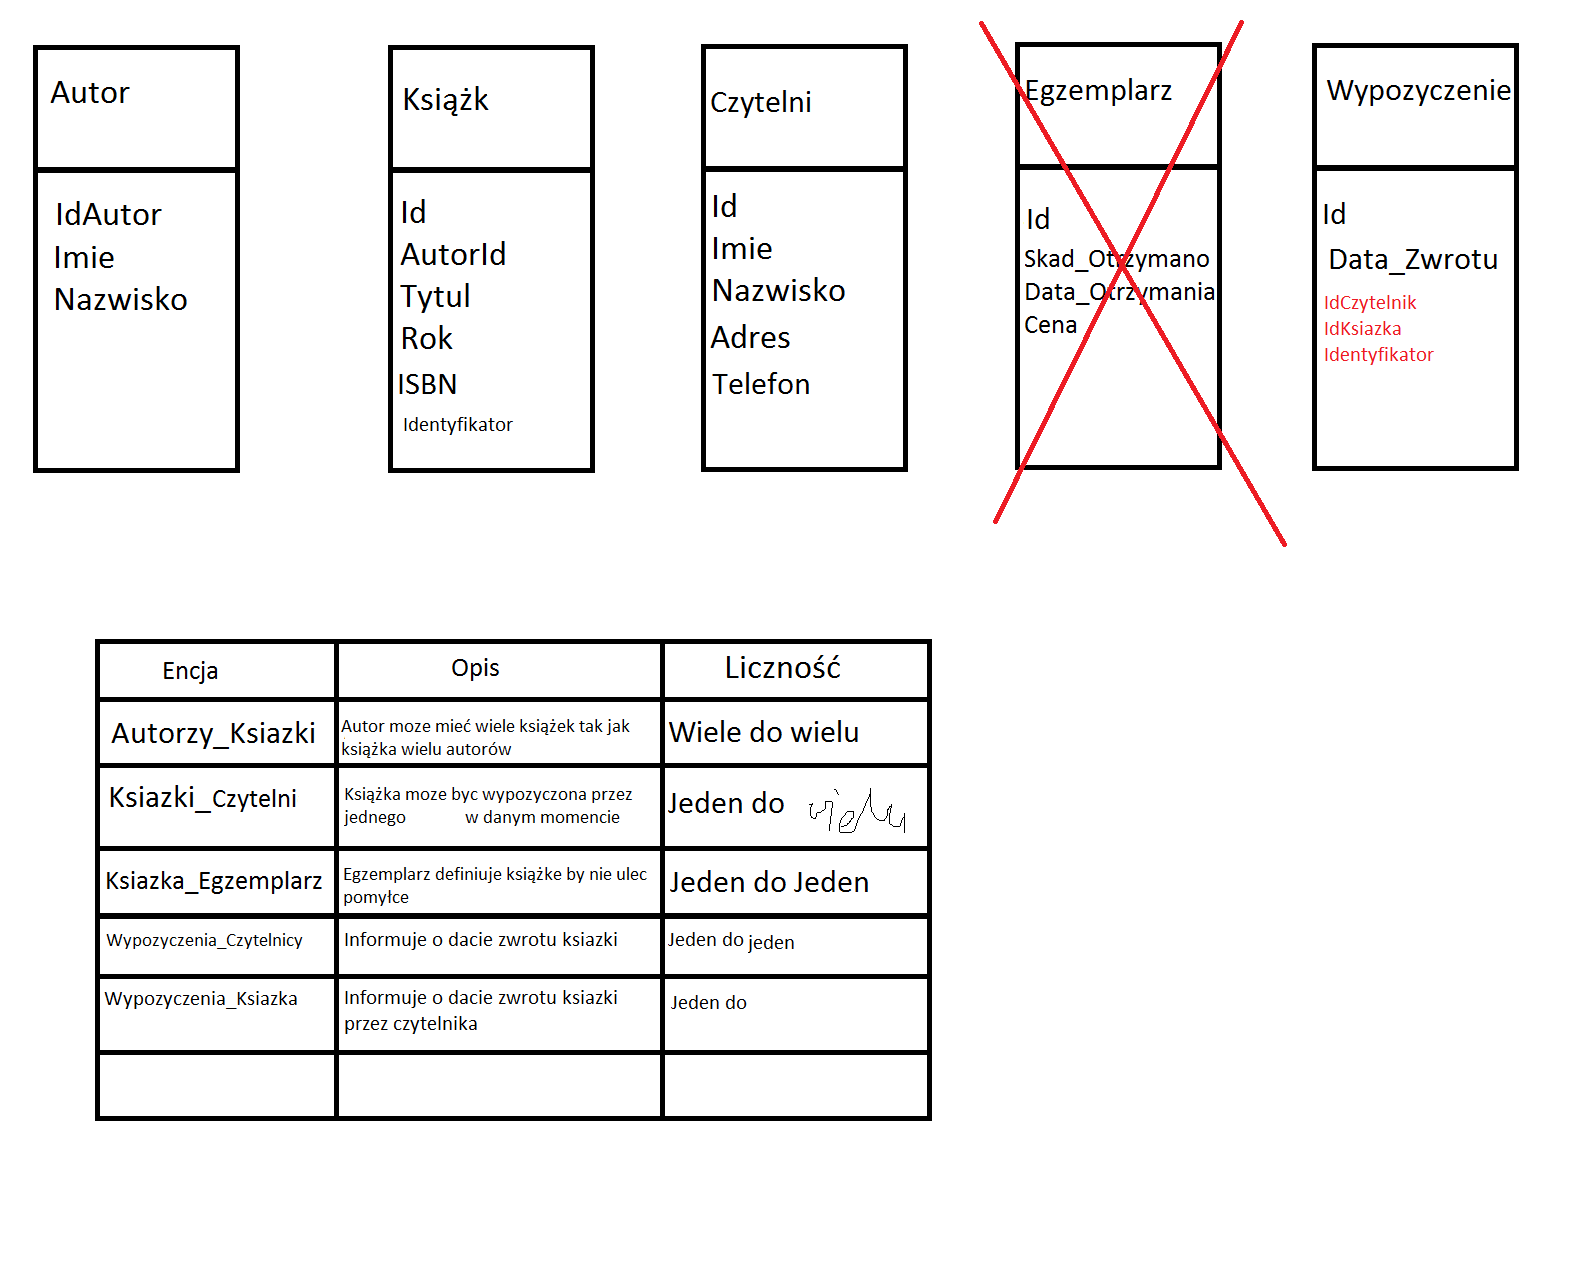 Autor
IdAutor
Imie
Nazwisko
Książk
Id
AutorId
Tytul
Rok
ISBN
Identyfikator
Czytelni
Id
Imie
Nazwisko
Adres
Telefon
Egzemplarz
Id
Skad_Otrzymano
Data_Otrzymania
Cena
Wypozyczenie
Id
Data_Zwrotu
IdCzytelnik
IdKsiazka
Identyfikator
Encja
Opis
Liczność
Autorzy_Ksiazki
Autor moze mieć wiele książek tak jak
książka wielu autorów
Wiele do wielu
Ksiazki_Czytelni
Książka moze byc wypozyczona przez
jednego w danym momencie
Jeden do wielu
Ksiazka_Egzemplarz
Egzemplarz definiuje książke by nie ulec
pomyłce
Jeden do Jeden
Wypozyczenia_Czytelnicy
Informuje o dacie zwrotu ksiazki
Jeden do jeden
Wypozyczenia_Ksiazka
Informuje o dacie zwrotu ksiazki
przez czytelnika
Jeden do